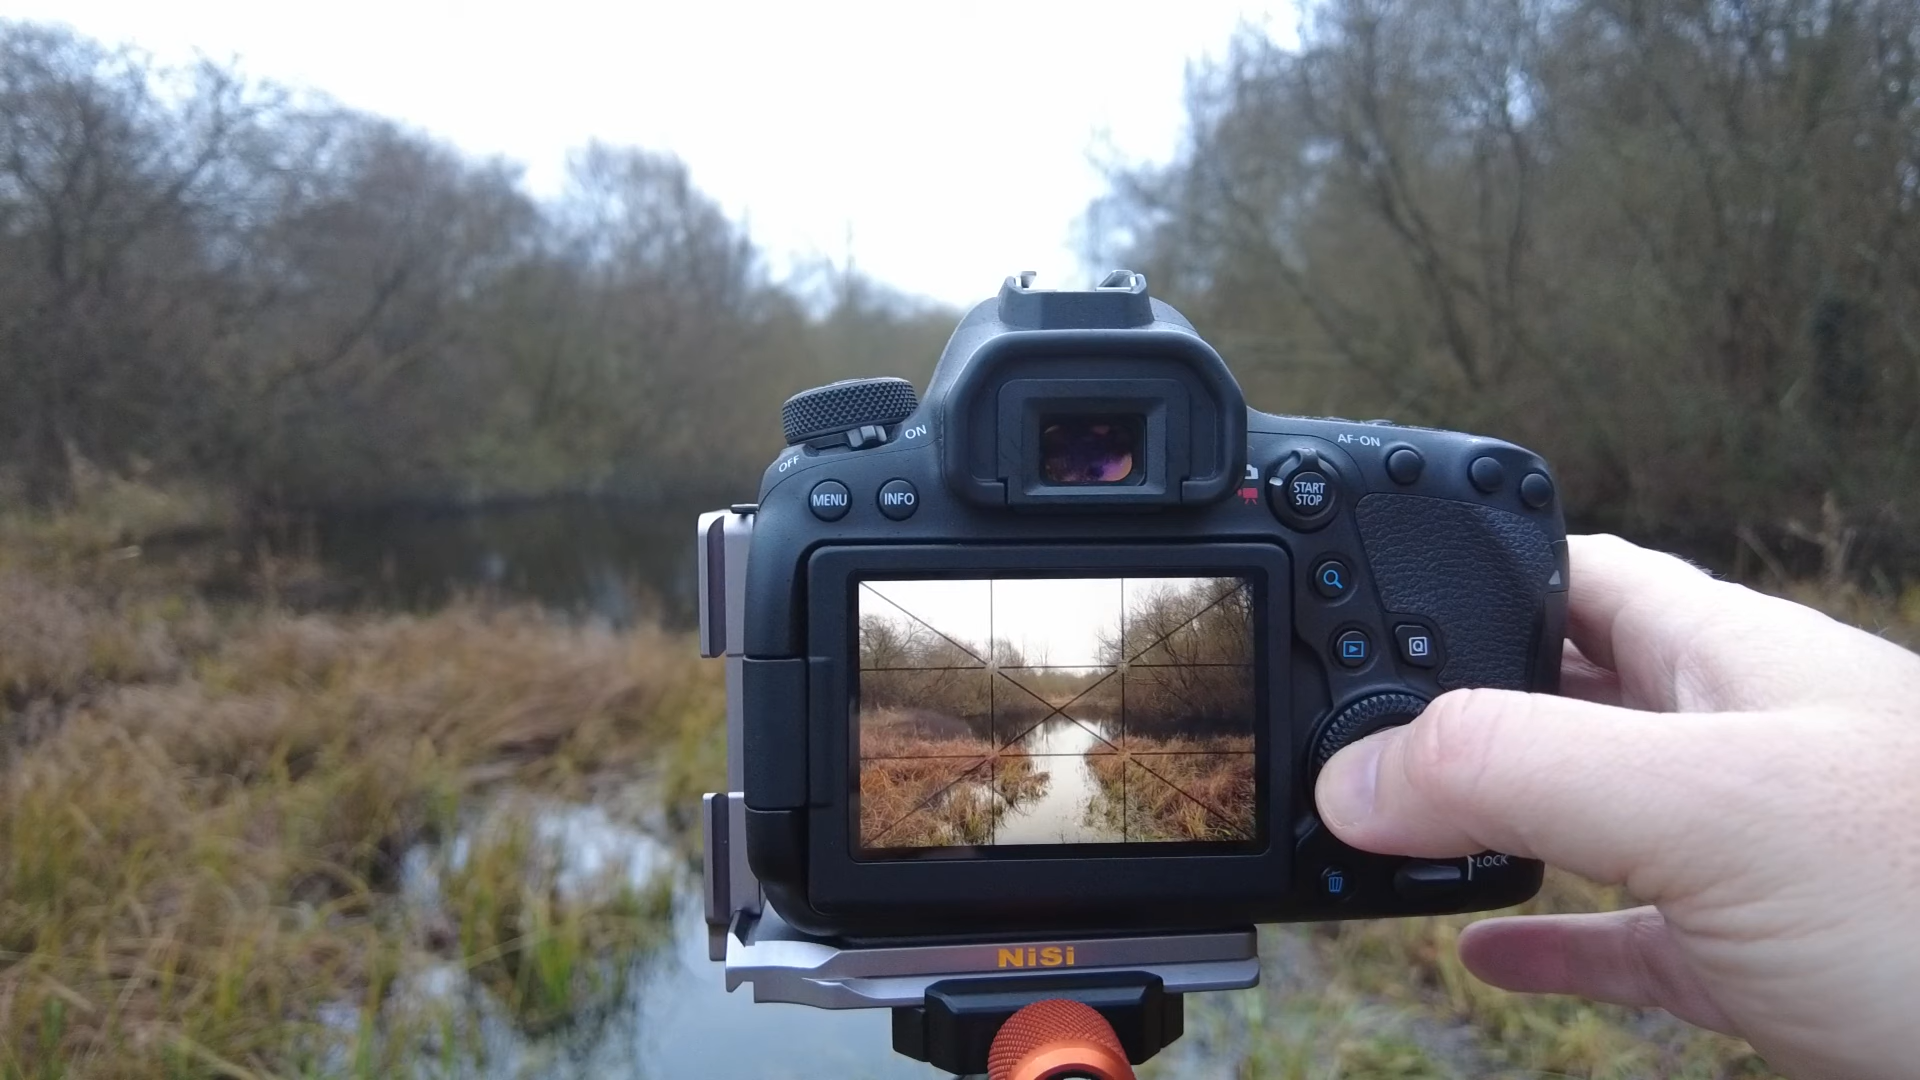 ON
OFF
MENU
INFO
AF-ON
START
STOP
Q
LOCK
NiSi